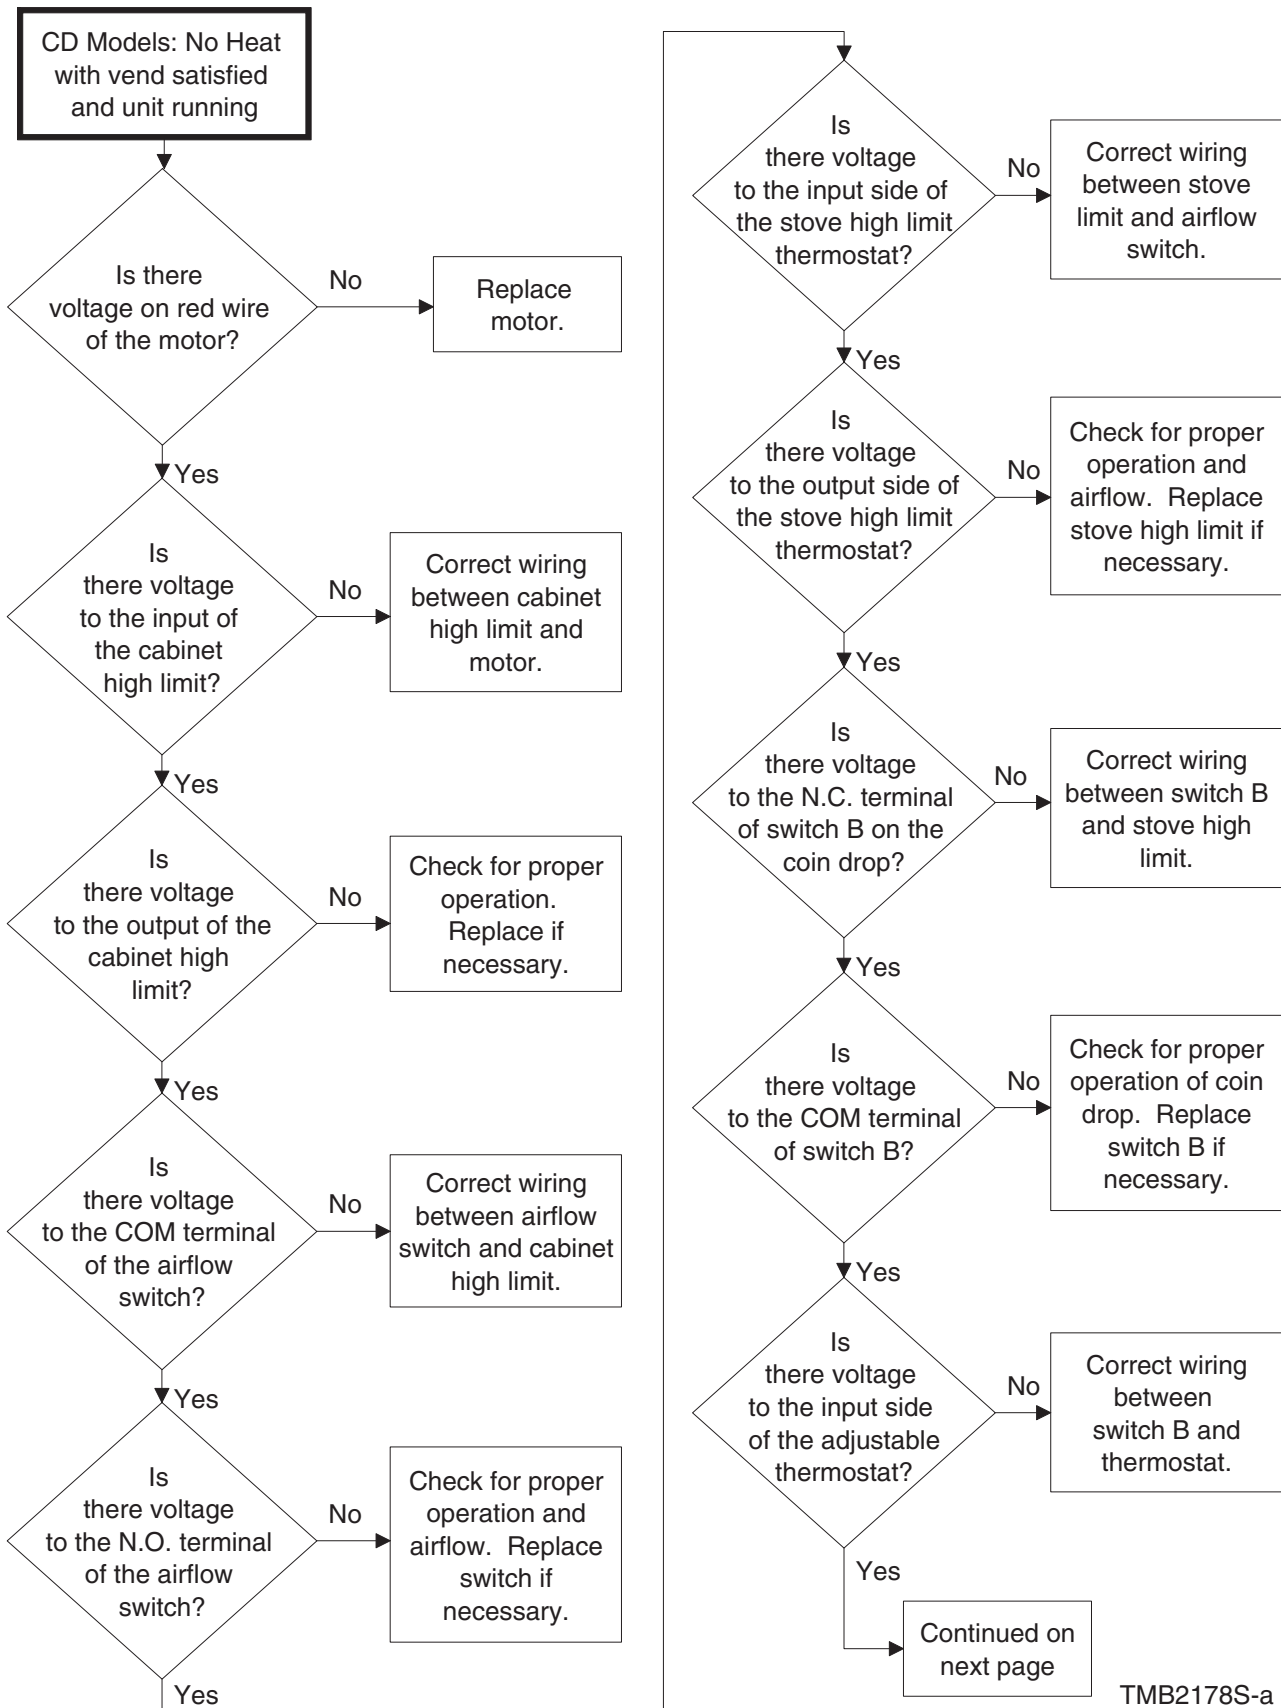 CD Models: No Heat
with vend satisfied
and unit running
Is there
voltage on red wire
of the motor?
No
Replace
motor.
Yes
Is
there voltage
to the input of
the cabinet
high limit?
No
Correct wiring
between cabinet
high limit and
motor.
Yes
Is
there voltage
to the output of the
cabinet high
limit?
No
Check for proper
operation.
Replace if
necessary.
Yes
Is
there voltage
to the COM terminal
of the airflow
switch?
No
Correct wiring
between airflow
switch and cabinet
high limit.
Yes
Is
there voltage
to the N.O. terminal
of the airflow
switch?
No
Check for proper
operation and
airflow. Replace
switch if
necessary.
Yes
Is
there voltage
to the input side of
the stove high limit
thermostat?
No
Correct wiring
between stove
limit and airflow
switch.
Yes
Is
there voltage
to the output side of
the stove high limit
thermostat?
No
Check for proper
operation and
airflow. Replace
stove high limit if
necessary.
Yes
Is
there voltage
to the N.C. terminal
of switch B on the
coin drop?
No
Correct wiring
between switch B
and stove high
limit.
Yes
Is
there voltage
to the COM terminal
of switch B?
No
Check for proper
operation of coin
drop. Replace
switch B if
necessary.
Yes
Is
there voltage
to the input side
of the adjustable
thermostat?
No
Correct wiring
between
switch B and
thermostat.
Yes
Continued on
next page
TMB2178S-a